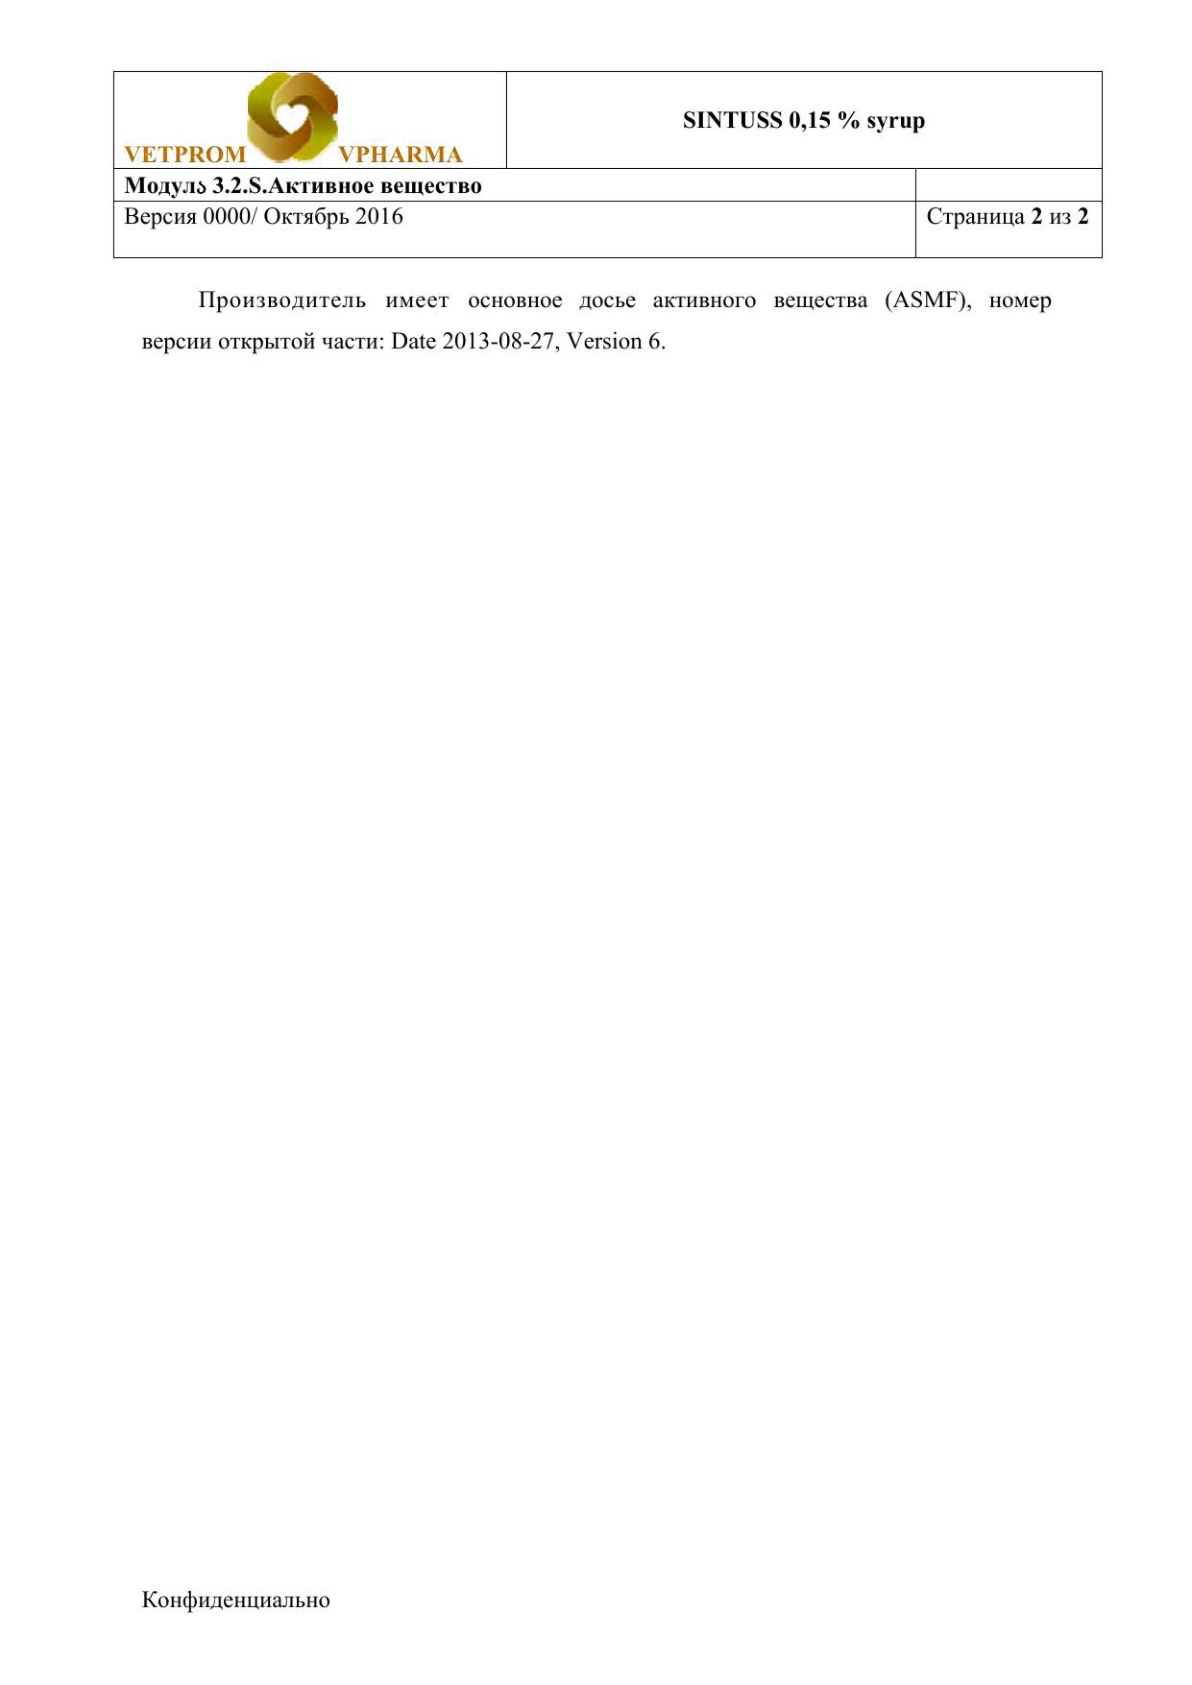 VETPROM VPHARMA
SINTUSS 0,15 % syrup
Модуль 3.2.S.Активное вещество
Версия 0000/ Октябрь 2016
Страница 2 из 2
Производитель имеет основное досье активного вещества (ASMF), номер
версии открытой части: Date 2013-08-27, Version 6.
Конфиденциально